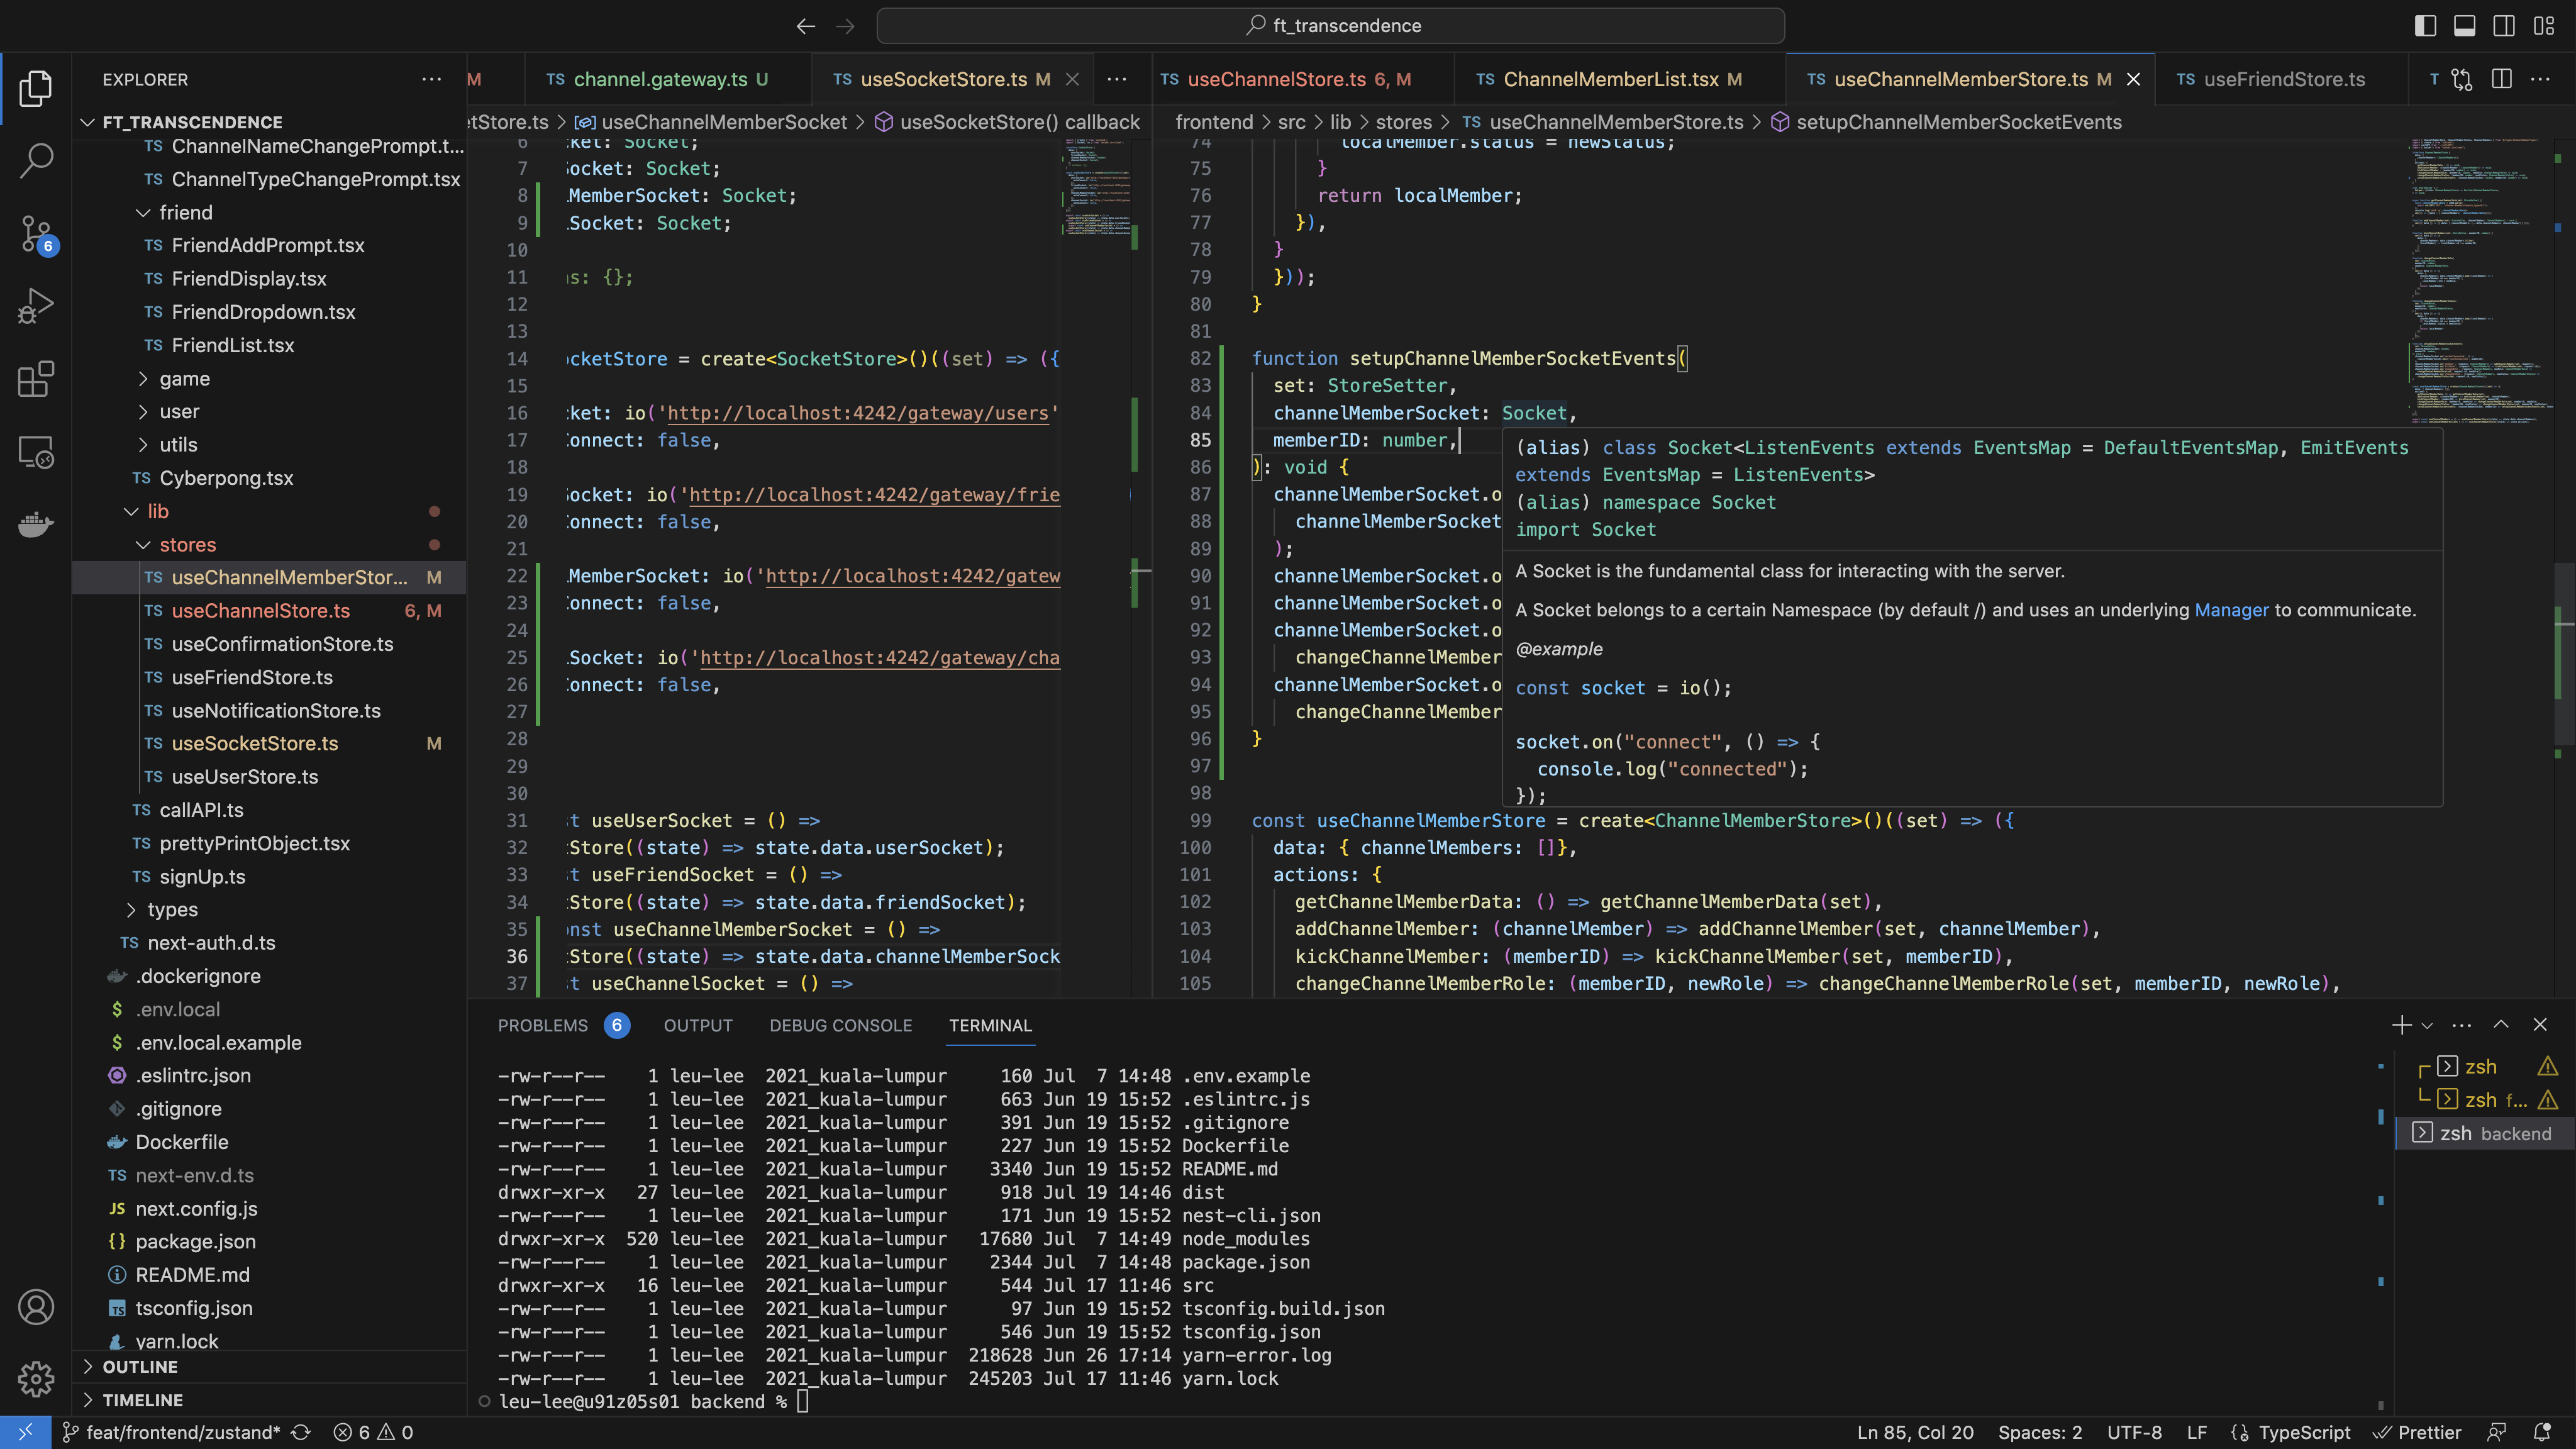 ft_transcendence
EXPLORER
FT_TRANSCENDENCE
TS ChannelNameChangePrompt.t...
TS ChannelTypeChangePrompt.tsx
friend
TS FriendAddPrompt.tsx
TS FriendDisplay.tsx
TS FriendDropdown.tsx
TS FriendList.tsx
game
user
utils
TS Cyberpong.tsx
lib
stores
TS useChannelMemberStor... M
TS useChannelStore.ts 6, M
TS useConfirmationStore.ts
TS useFriendStore.ts
TS useNotificationStore.ts
TS useSocketStore.ts M
TS useUserStore.ts
TS callAPI.ts
TS prettyPrintObject.tsx
TS signUp.ts
types
TS next-auth.d.ts
.dockerignore
$ .env.local
$ .env.local.example
.eslintrc.json
.gitignore
Dockerfile
TS next-env.d.ts
JS next.config.js
{} package.json
README.md
TS tsconfig.json
yarn.lock
OUTLINE
TIMELINE
6
M TS channel.gateway.ts U TS useSocketStore.ts M
etStore.ts > useChannelMemberSocket > useSocketStore() callback
6 ket: Socket;
7 Socket: Socket;
8 lMemberSocket: Socket;
9 lSocket: Socket;
10
11 ns: {};
12
13
14 ocketStore = create<SocketStore>()((set) => ({
15
16 ket: io('http://localhost:4242/gateway/users'
17 Connect: false,
18
19 Socket: io('http://localhost:4242/gateway/frie
20 Connect: false,
21
22 lMemberSocket: io('http://localhost:4242/gatew
23 Connect: false,
24
25 lSocket: io('http://localhost:4242/gateway/cha
26 Connect: false,
27
28
29
30
31 t useUserSocket = () =>
32 tStore((state) => state.data.userSocket);
33 t useFriendSocket = () =>
34 tStore((state) => state.data.friendSocket);
35 onst useChannelMemberSocket = () =>
36 tStore((state) => state.data.channelMemberSock
37 t useChannelSocket = () =>
TS useChannelStore.ts 6, M TS ChannelMemberList.tsx M TS useChannelMemberStore.ts M TS useFriendStore.ts T
frontend > src > lib > stores > TS useChannelMemberStore.ts > setupChannelMemberSocketEvents
74 localMember.status = newStatus;
75 }
76 return localMember;
77 }),
78 }
79 }));
80 }
81
82 function setupChannelMemberSocketEvents(
83 set: StoreSetter,
84 channelMemberSocket: Socket,
85 memberID: number,
86 ): void {
87 channelMemberSocket.o
88 channelMemberSocket
89 );
90 channelMemberSocket.o
91 channelMemberSocket.o
92 channelMemberSocket.o
93 changeChannelMember
94 channelMemberSocket.o
95 changeChannelMember
96 }
97
98
99 const useChannelMemberStore = create<ChannelMemberStore>()((set) => ({
100 data: { channelMembers: []},
101 actions: {
102 getChannelMemberData: () => getChannelMemberData(set),
103 addChannelMember: (channelMember) => addChannelMember(set, channelMember),
104 kickChannelMember: (memberID) => kickChannelMember(set, memberID),
105 changeChannelMemberRole: (memberID, newRole) => changeChannelMemberRole(set, memberID, newRole),
(alias) class Socket<ListenEvents extends EventsMap = DefaultEventsMap, EmitEvents
extends EventsMap = ListenEvents>
(alias) namespace Socket
import Socket
A Socket is the fundamental class for interacting with the server.
A Socket belongs to a certain Namespace (by default /) and uses an underlying Manager to communicate.
@example
const socket = io();
socket.on("connect", () => {
console.log("connected");
});
PROBLEMS 6 OUTPUT DEBUG CONSOLE TERMINAL
-rw-r--r-- 1 leu-lee 2021_kuala-lumpur 160 Jul 7 14:48 .env.example
-rw-r--r-- 1 leu-lee 2021_kuala-lumpur 663 Jun 19 15:52 .eslintrc.js
-rw-r--r-- 1 leu-lee 2021_kuala-lumpur 391 Jun 19 15:52 .gitignore
-rw-r--r-- 1 leu-lee 2021_kuala-lumpur 227 Jun 19 15:52 Dockerfile
-rw-r--r-- 1 leu-lee 2021_kuala-lumpur 3340 Jun 19 15:52 README.md
drwxr-xr-x 27 leu-lee 2021_kuala-lumpur 918 Jul 19 14:46 dist
-rw-r--r-- 1 leu-lee 2021_kuala-lumpur 171 Jun 19 15:52 nest-cli.json
drwxr-xr-x 520 leu-lee 2021_kuala-lumpur 17680 Jul 7 14:49 node_modules
-rw-r--r-- 1 leu-lee 2021_kuala-lumpur 2344 Jul 7 14:48 package.json
drwxr-xr-x 16 leu-lee 2021_kuala-lumpur 544 Jul 17 11:46 src
-rw-r--r-- 1 leu-lee 2021_kuala-lumpur 97 Jun 19 15:52 tsconfig.build.json
-rw-r--r-- 1 leu-lee 2021_kuala-lumpur 546 Jun 19 15:52 tsconfig.json
-rw-r--r-- 1 leu-lee 2021_kuala-lumpur 218628 Jun 26 17:14 yarn-error.log
-rw-r--r-- 1 leu-lee 2021_kuala-lumpur 245203 Jul 17 11:46 yarn.lock
leu-lee@u91z05s01 backend %
zsh
zsh f...
zsh backend
feat/frontend/zustand* 6 0
Ln 85, Col 20 Spaces: 2 UTF-8 LF TypeScript Prettier